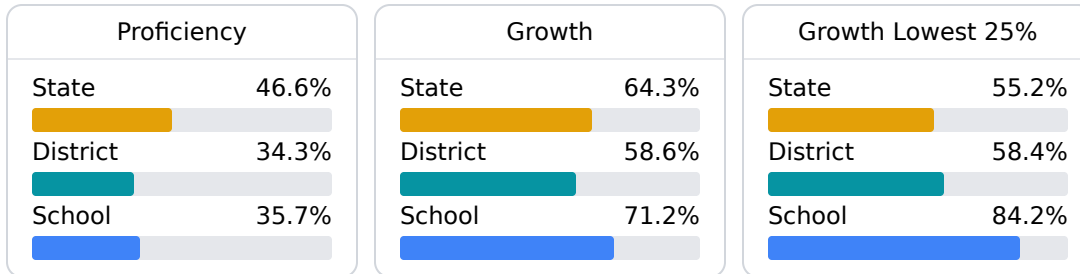 Proficiency
State 46.6%
District 34.3%
School 35.7%
Growth
State 64.3%
District 58.6%
School 71.2%
Growth Lowest 25%
State 55.2%
District 58.4%
School 84.2%